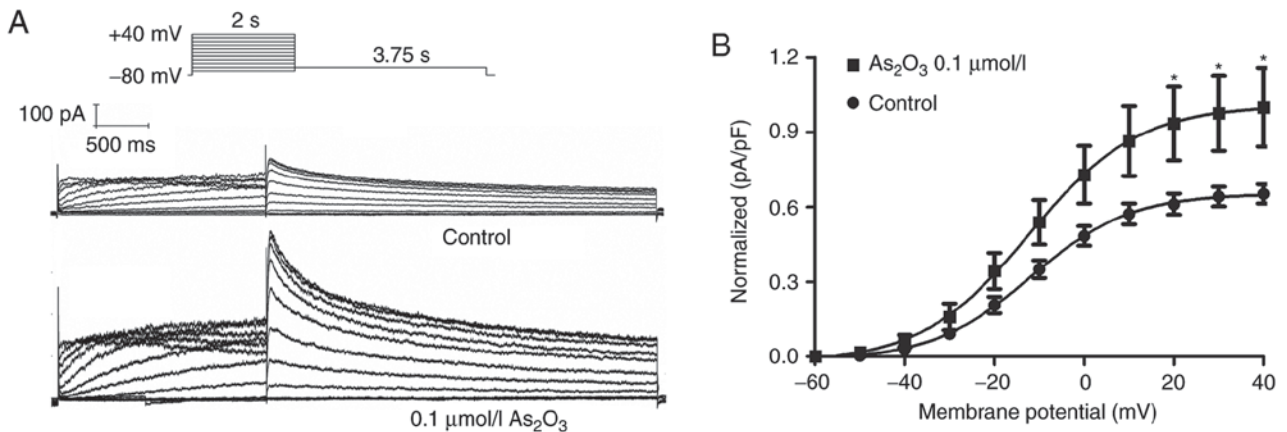 A
2 s
+40 mV
3.75 s
−80 mV
100 pA
500 ms
Control
0.1 μmol/l As₂O₃
B
Normalized (pA/pF)
1.2
0.9
0.6
0.3
0.0
As₂O₃ 0.1 μmol/l
Control
* * *
−60 −40 −20 0 20 40
Membrane potential (mV)